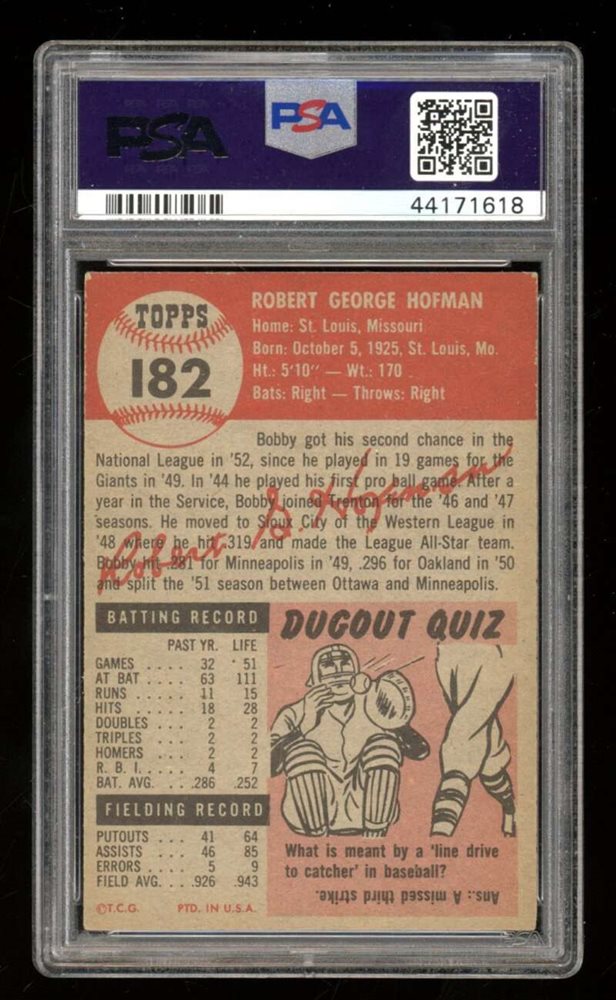 PSA
PSA
44171618
TOPPS
182
ROBERT GEORGE HOFMAN
Home: St. Louis, Missouri
Born: October 5, 1925, St. Louis, Mo.
Ht.: 5'10" — Wt.: 170
Bats: Right — Throws: Right
Bobby got his second chance in the
National League in '52, since he played in 19 games for the
Giants in '49. In '44 he played his first pro ball game. After a
year in the Service, Bobby joined Trenton for the '46 and '47
seasons. He moved to Sioux City of the Western League in
'48 where he hit .319 and made the League All-Star team.
Bobby hit .281 for Minneapolis in '49, .296 for Oakland in '50
and split the '51 season between Ottawa and Minneapolis.
Robert G. Hofman
BATTING RECORD
PAST YR. LIFE
GAMES .... 32 51
AT BAT .... 63 111
RUNS .... 11 15
HITS .... 18 28
DOUBLES ... 2 2
TRIPLES ... 2 2
HOMERS ... 2 2
R. B. I. .... 4 7
BAT. AVG. ... .286 .252
FIELDING RECORD
PUTOUTS ... 41 64
ASSISTS ... 46 85
ERRORS ... 5 9
FIELD AVG. ... .926 .943
©T.C.G. PTD. IN U.S.A.
DUGOUT QUIZ
What is meant by a 'line drive
to catcher' in baseball?
Ans.: A missed third strike.